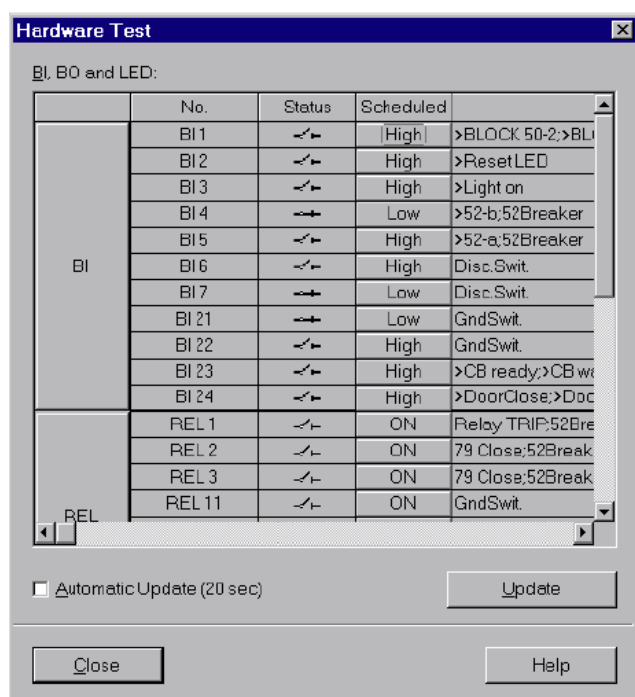 Hardware Test
BI, BO and LED:
No. Status Scheduled
BI 1 High >BLOCK 50-2;>BL
BI 2 High >ResetLED
BI 3 High >Light on
BI 4 Low >52-b;52Breaker
BI 5 High >52-a;52Breaker
BI BI 6 High Disc.Swit.
BI 7 Low Disc.Swit.
BI 21 Low GndSwit.
BI 22 High GndSwit.
BI 23 High >CB ready;>CB wa
BI 24 High >DoorClose;>Doc
REL 1 ON Relay TRIP;52Bre
REL 2 ON 79 Close;52Break
REL 3 ON 79 Close;52Break
REL REL 11 ON GndSwit.
Automatic Update (20 sec) Update
Close Help